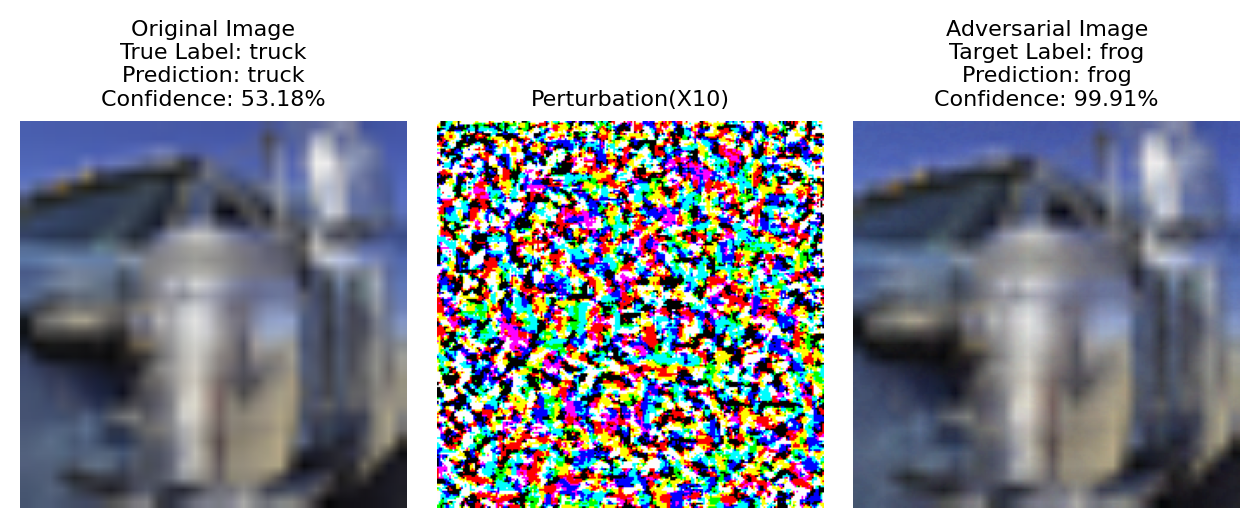 Original Image
True Label: truck
Prediction: truck
Confidence: 53.18%
Perturbation(X10)
Adversarial Image
Target Label: frog
Prediction: frog
Confidence: 99.91%